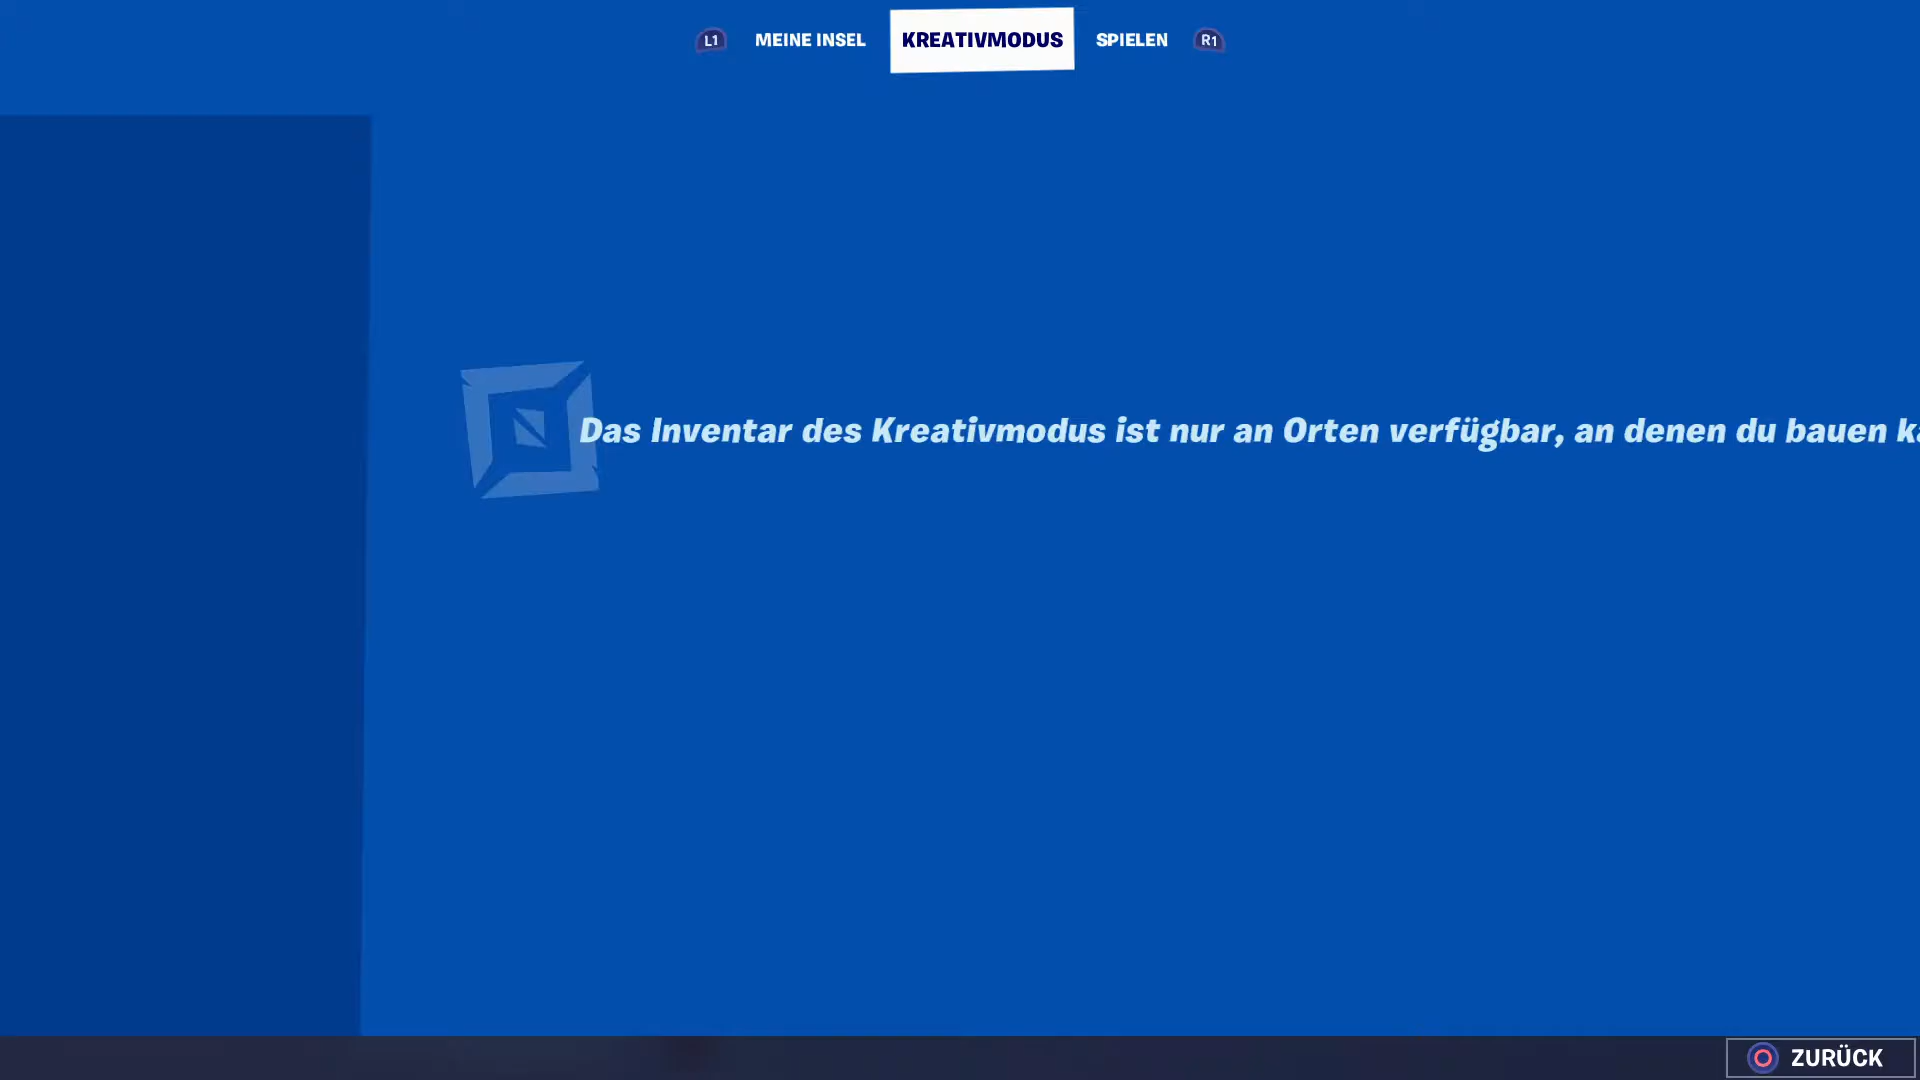 L1 MEINE INSEL KREATIVMODUS SPIELEN R1
Das Inventar des Kreativmodus ist nur an Orten verfügbar, an denen du bauen
ZURÜCK